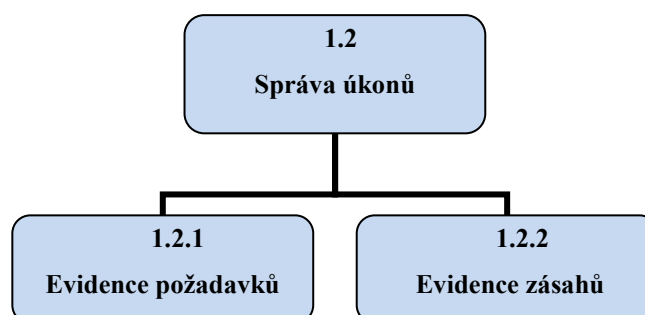 1.2
Správa úkonů
1.2.1
Evidence požadavků
1.2.2
Evidence zásahů